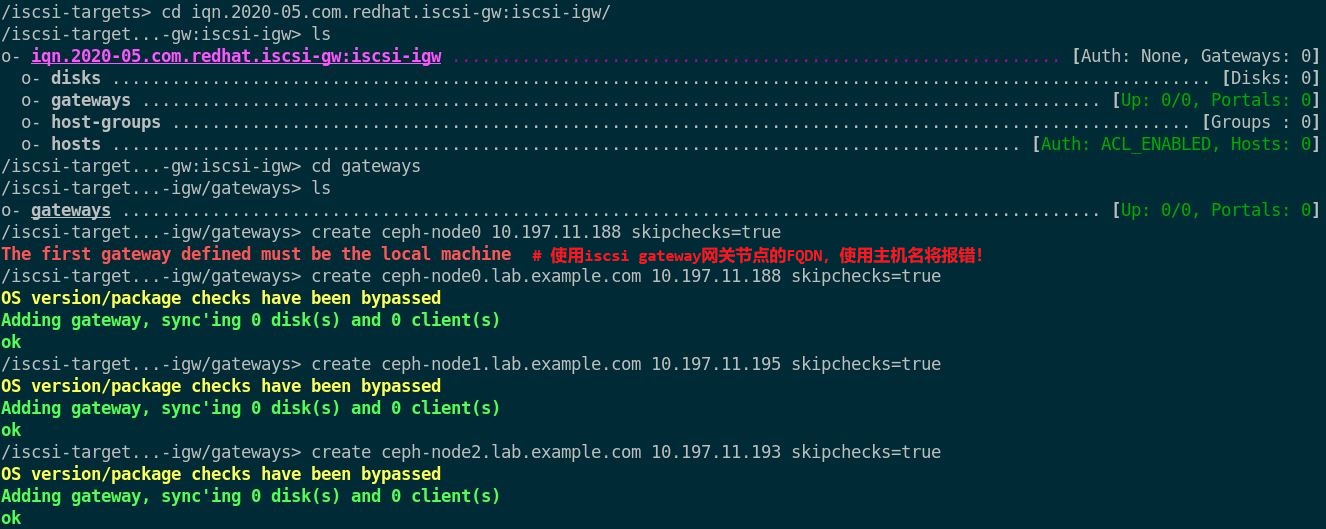 /iscsi-targets> cd iqn.2020-05.com.redhat.iscsi-gw:iscsi-igw/
/iscsi-target...-gw:iscsi-igw> ls
o- iqn.2020-05.com.redhat.iscsi-gw:iscsi-igw ............................................................. [Auth: None, Gateways: 0]
o- disks .............................................................................................................. [Disks: 0]
o- gateways ................................................................................................ [Up: 0/0, Portals: 0]
o- host-groups ...................................................................................................... [Groups : 0]
o- hosts ........................................................................................... [Auth: ACL_ENABLED, Hosts: 0]
/iscsi-target...-gw:iscsi-igw> cd gateways
/iscsi-target...-igw/gateways> ls
o- gateways .................................................................................................. [Up: 0/0, Portals: 0]
/iscsi-target...-igw/gateways> create ceph-node0 10.197.11.188 skipchecks=true
The first gateway defined must be the local machine # 使用iscsi gateway网关节点的FQDN，使用主机名将报错！
/iscsi-target...-igw/gateways> create ceph-node0.lab.example.com 10.197.11.188 skipchecks=true
OS version/package checks have been bypassed
Adding gateway, sync'ing 0 disk(s) and 0 client(s)
ok
/iscsi-target...-igw/gateways> create ceph-node1.lab.example.com 10.197.11.195 skipchecks=true
OS version/package checks have been bypassed
Adding gateway, sync'ing 0 disk(s) and 0 client(s)
ok
/iscsi-target...-igw/gateways> create ceph-node2.lab.example.com 10.197.11.193 skipchecks=true
OS version/package checks have been bypassed
Adding gateway, sync'ing 0 disk(s) and 0 client(s)
ok